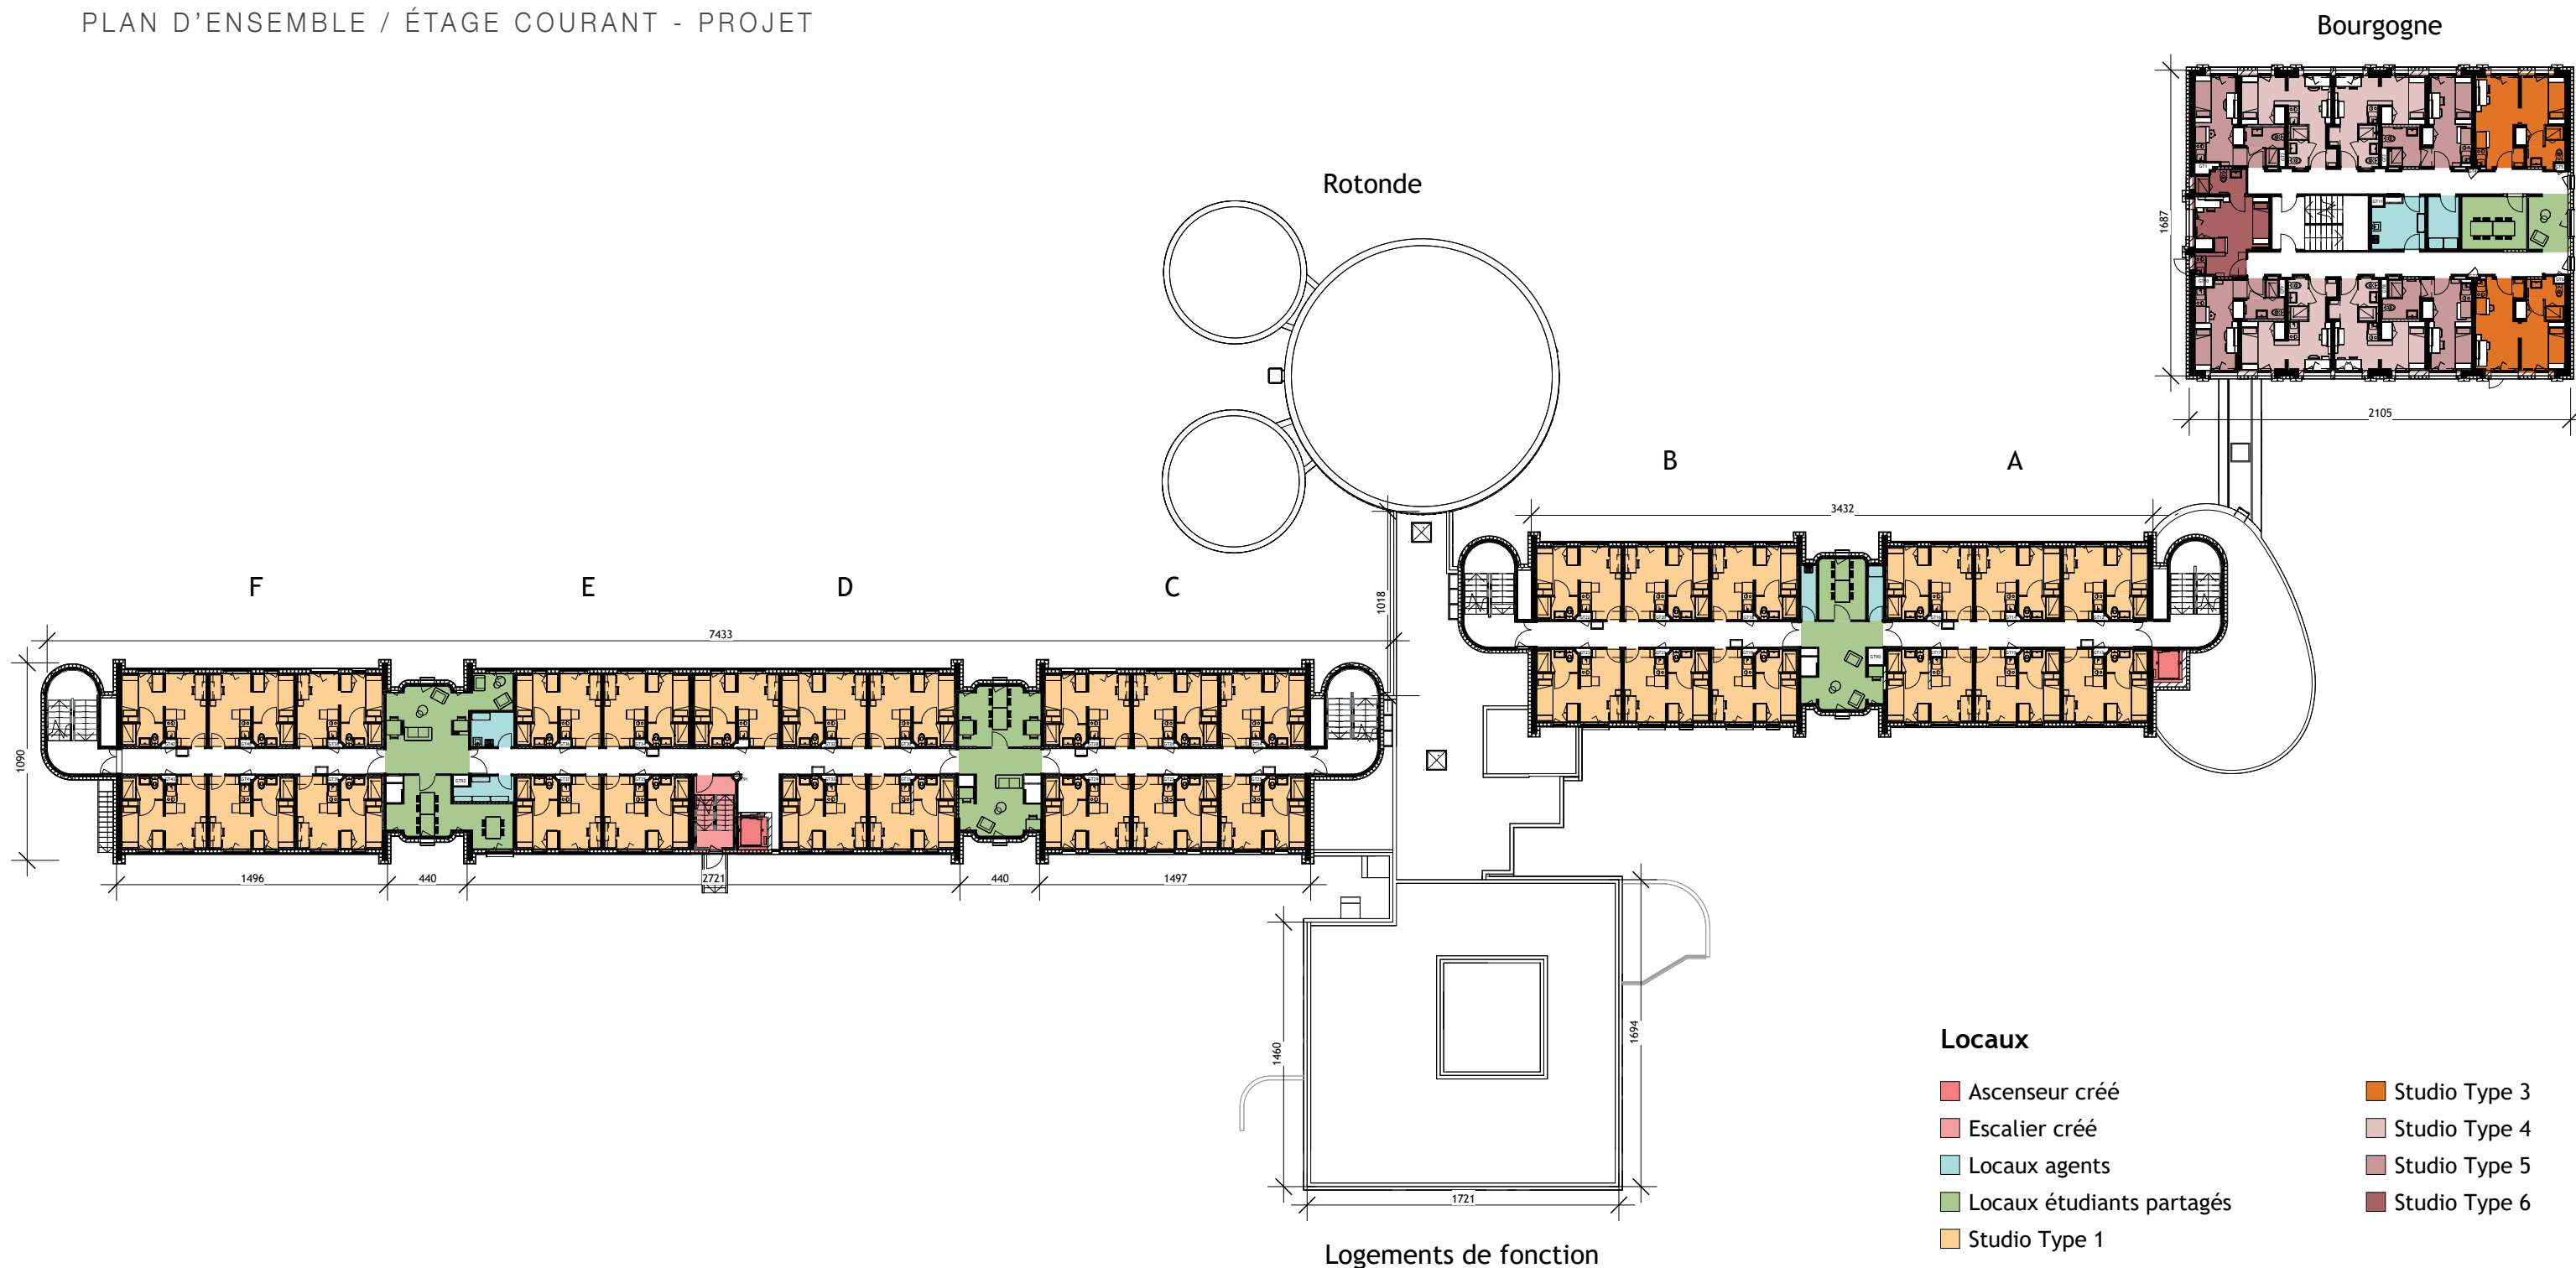 PLAN D'ENSEMBLE / ÉTAGE COURANT - PROJET
Bourgogne
Rotonde
1687
2105
B
A
3432
F
E
D
C
1018
7433
1090
1496
440
2721
440
1497
1460
1694
1721
Logements de fonction
Locaux
Ascenseur créé
Escalier créé
Locaux agents
Locaux étudiants partagés
Studio Type 1
Studio Type 3
Studio Type 4
Studio Type 5
Studio Type 6